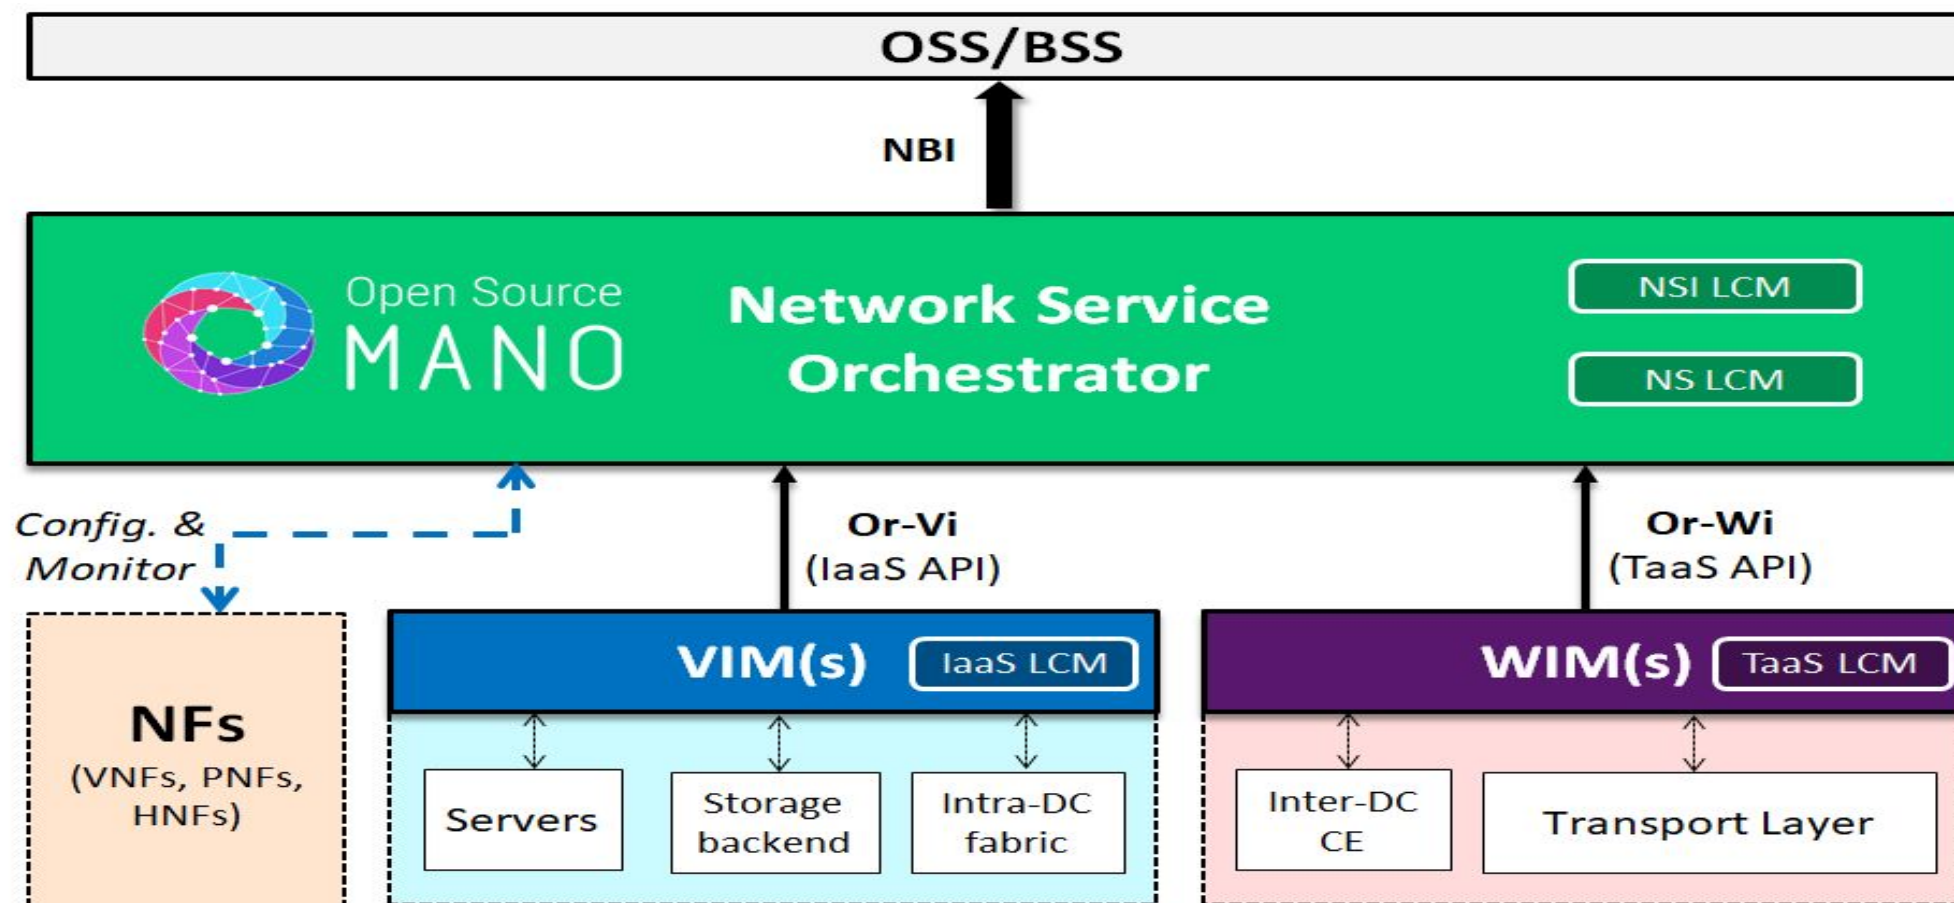 OSS/BSS
NBI
Open Source
MANO
Network Service
Orchestrator
NSI LCM
NS LCM
Config. &
Monitor
Or-Vi
(IaaS API)
Or-Wi
(TaaS API)
NFs
(VNFs, PNFs,
HNFs)
VIM(s)
IaaS LCM
Servers
Storage
backend
Intra-DC
fabric
WIM(s)
TaaS LCM
Inter-DC
CE
Transport Layer